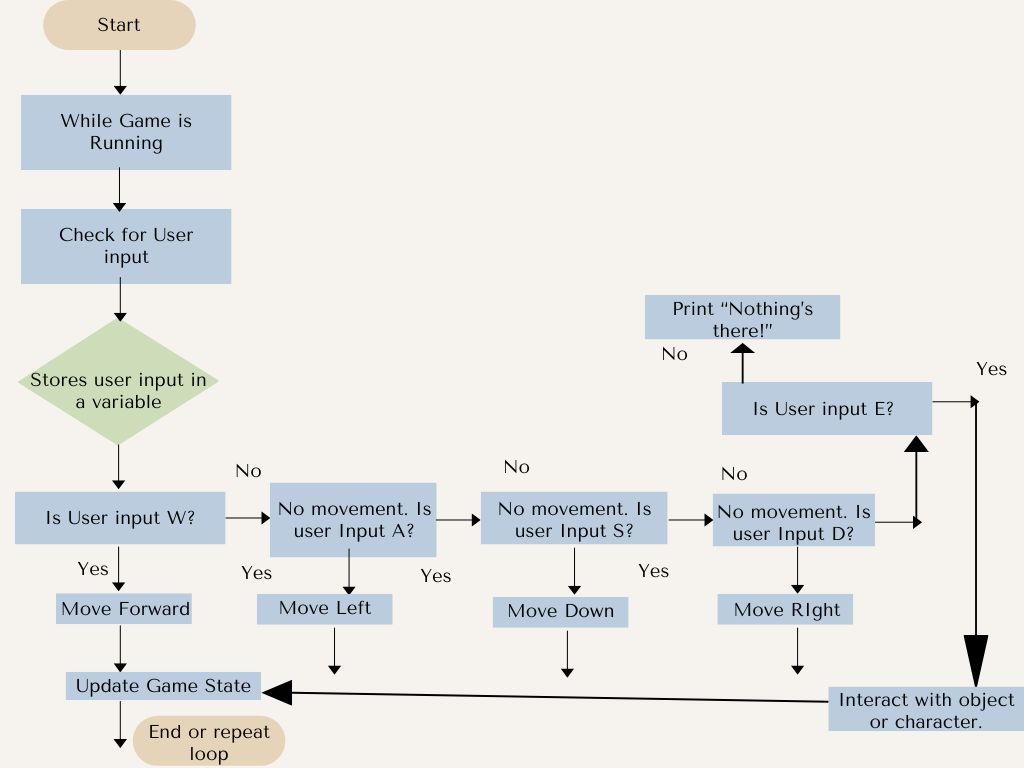 Start
While Game is
Running
Check for User
input
Stores user input in
a variable
Print “Nothing’s
there!”
No
Yes
Is User input E?
No
No
No
Is User input W?
No movement. Is
user Input A?
No movement. Is
user Input S?
No movement. Is
user Input D?
Yes
Yes
Yes
Yes
Move Forward
Move Left
Move Down
Move RIght
Update Game State
Interact with object
or character.
End or repeat
loop